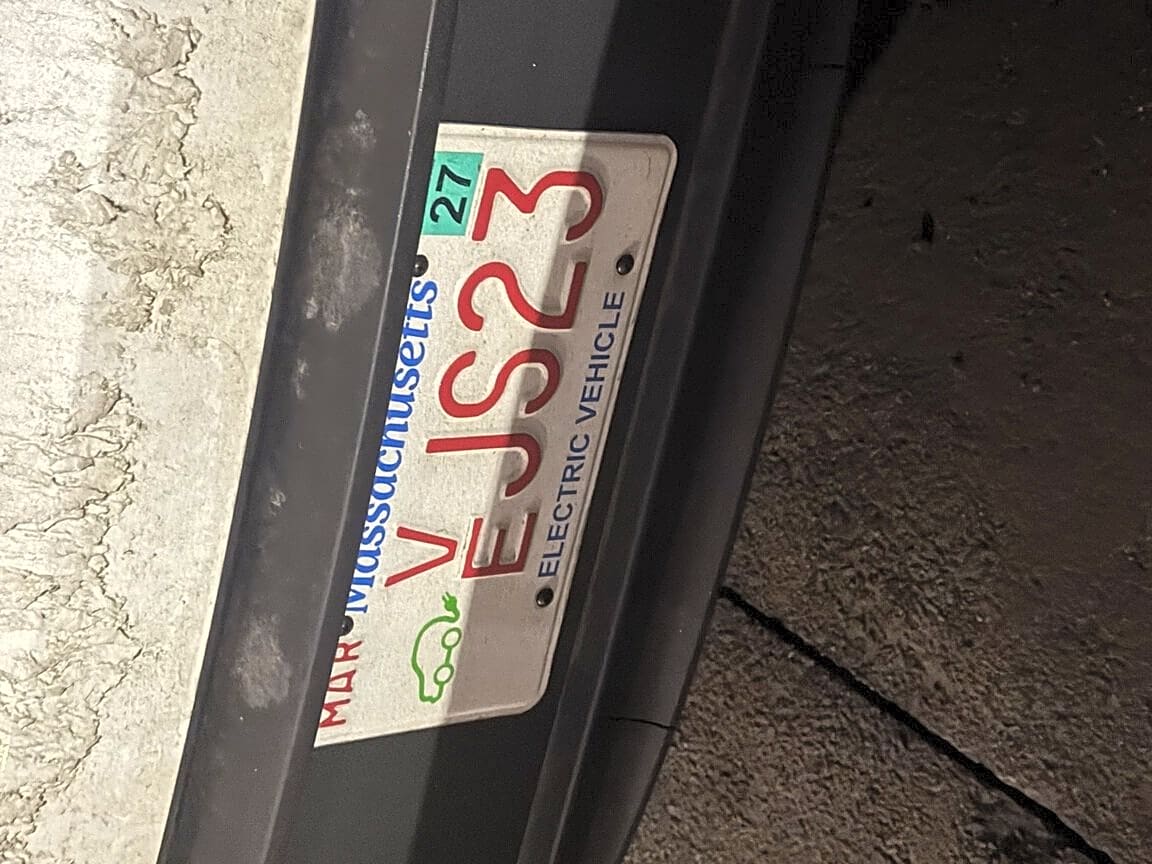 MAR Massachusetts 27
V
EJS23
ELECTRIC VEHICLE